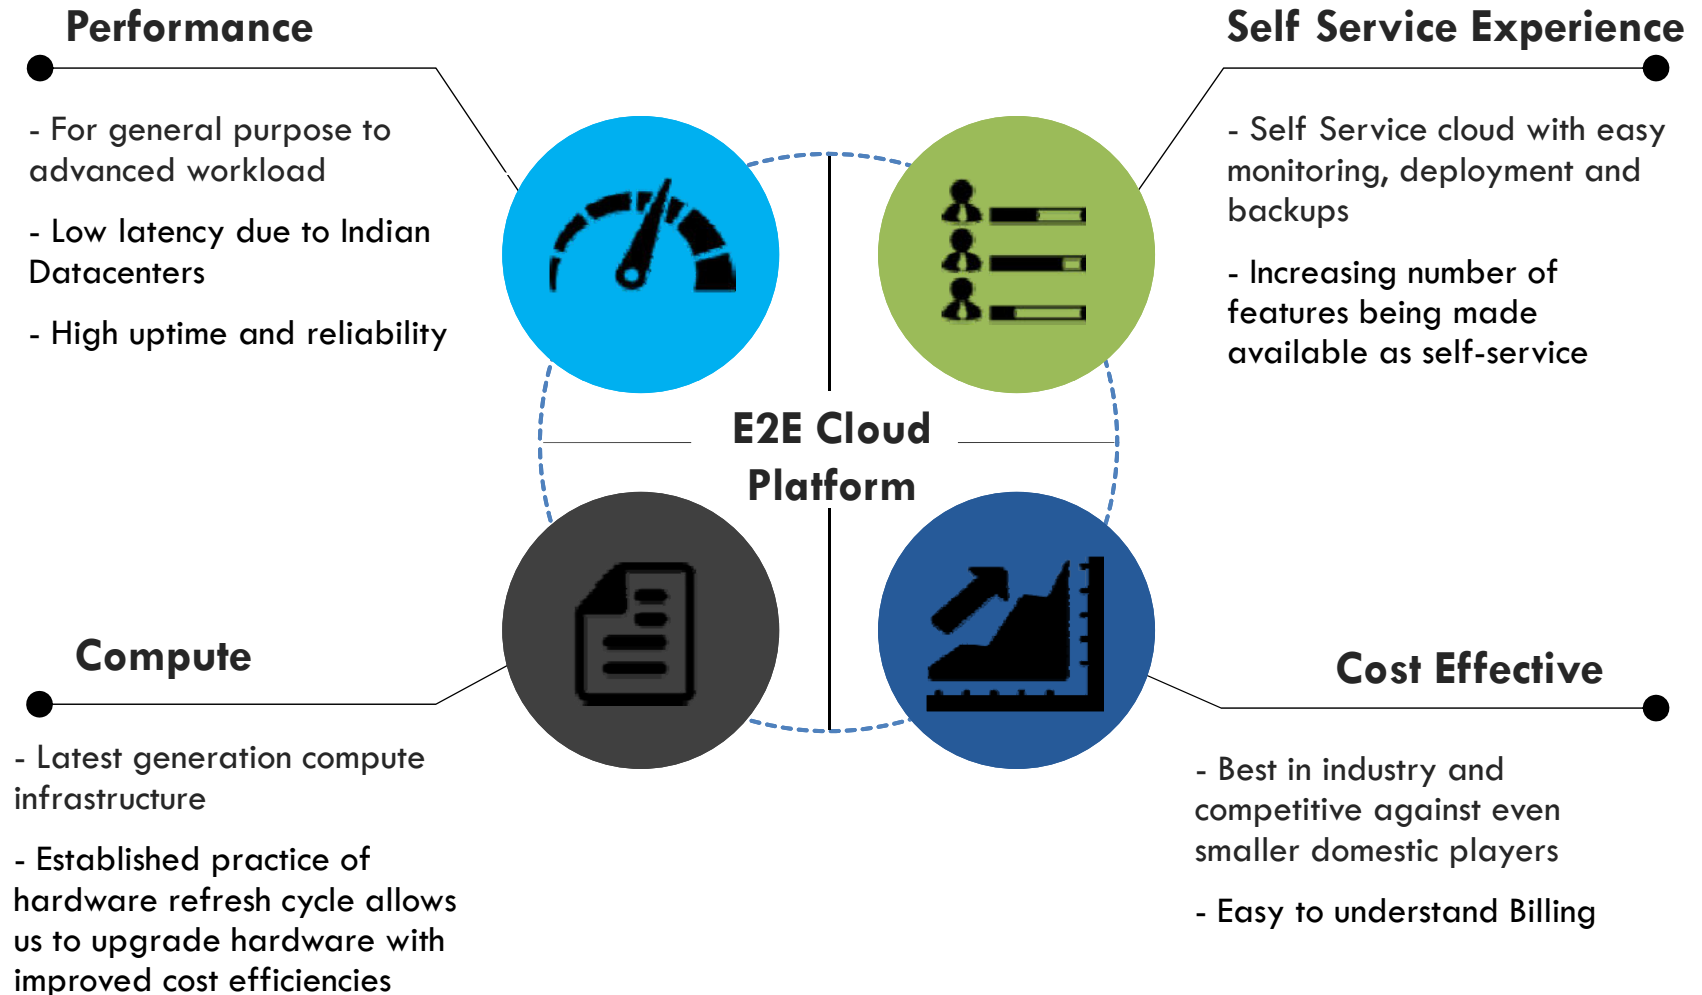 Performance
- For general purpose to
advanced workload
- Low latency due to Indian
Datacenters
- High uptime and reliability
Self Service Experience
- Self Service cloud with easy
monitoring, deployment and
backups
- Increasing number of
features being made
available as self-service
E2E Cloud
Platform
Compute
- Latest generation compute
infrastructure
- Established practice of
hardware refresh cycle allows
us to upgrade hardware with
improved cost efficiencies
Cost Effective
- Best in industry and
competitive against even
smaller domestic players
- Easy to understand Billing